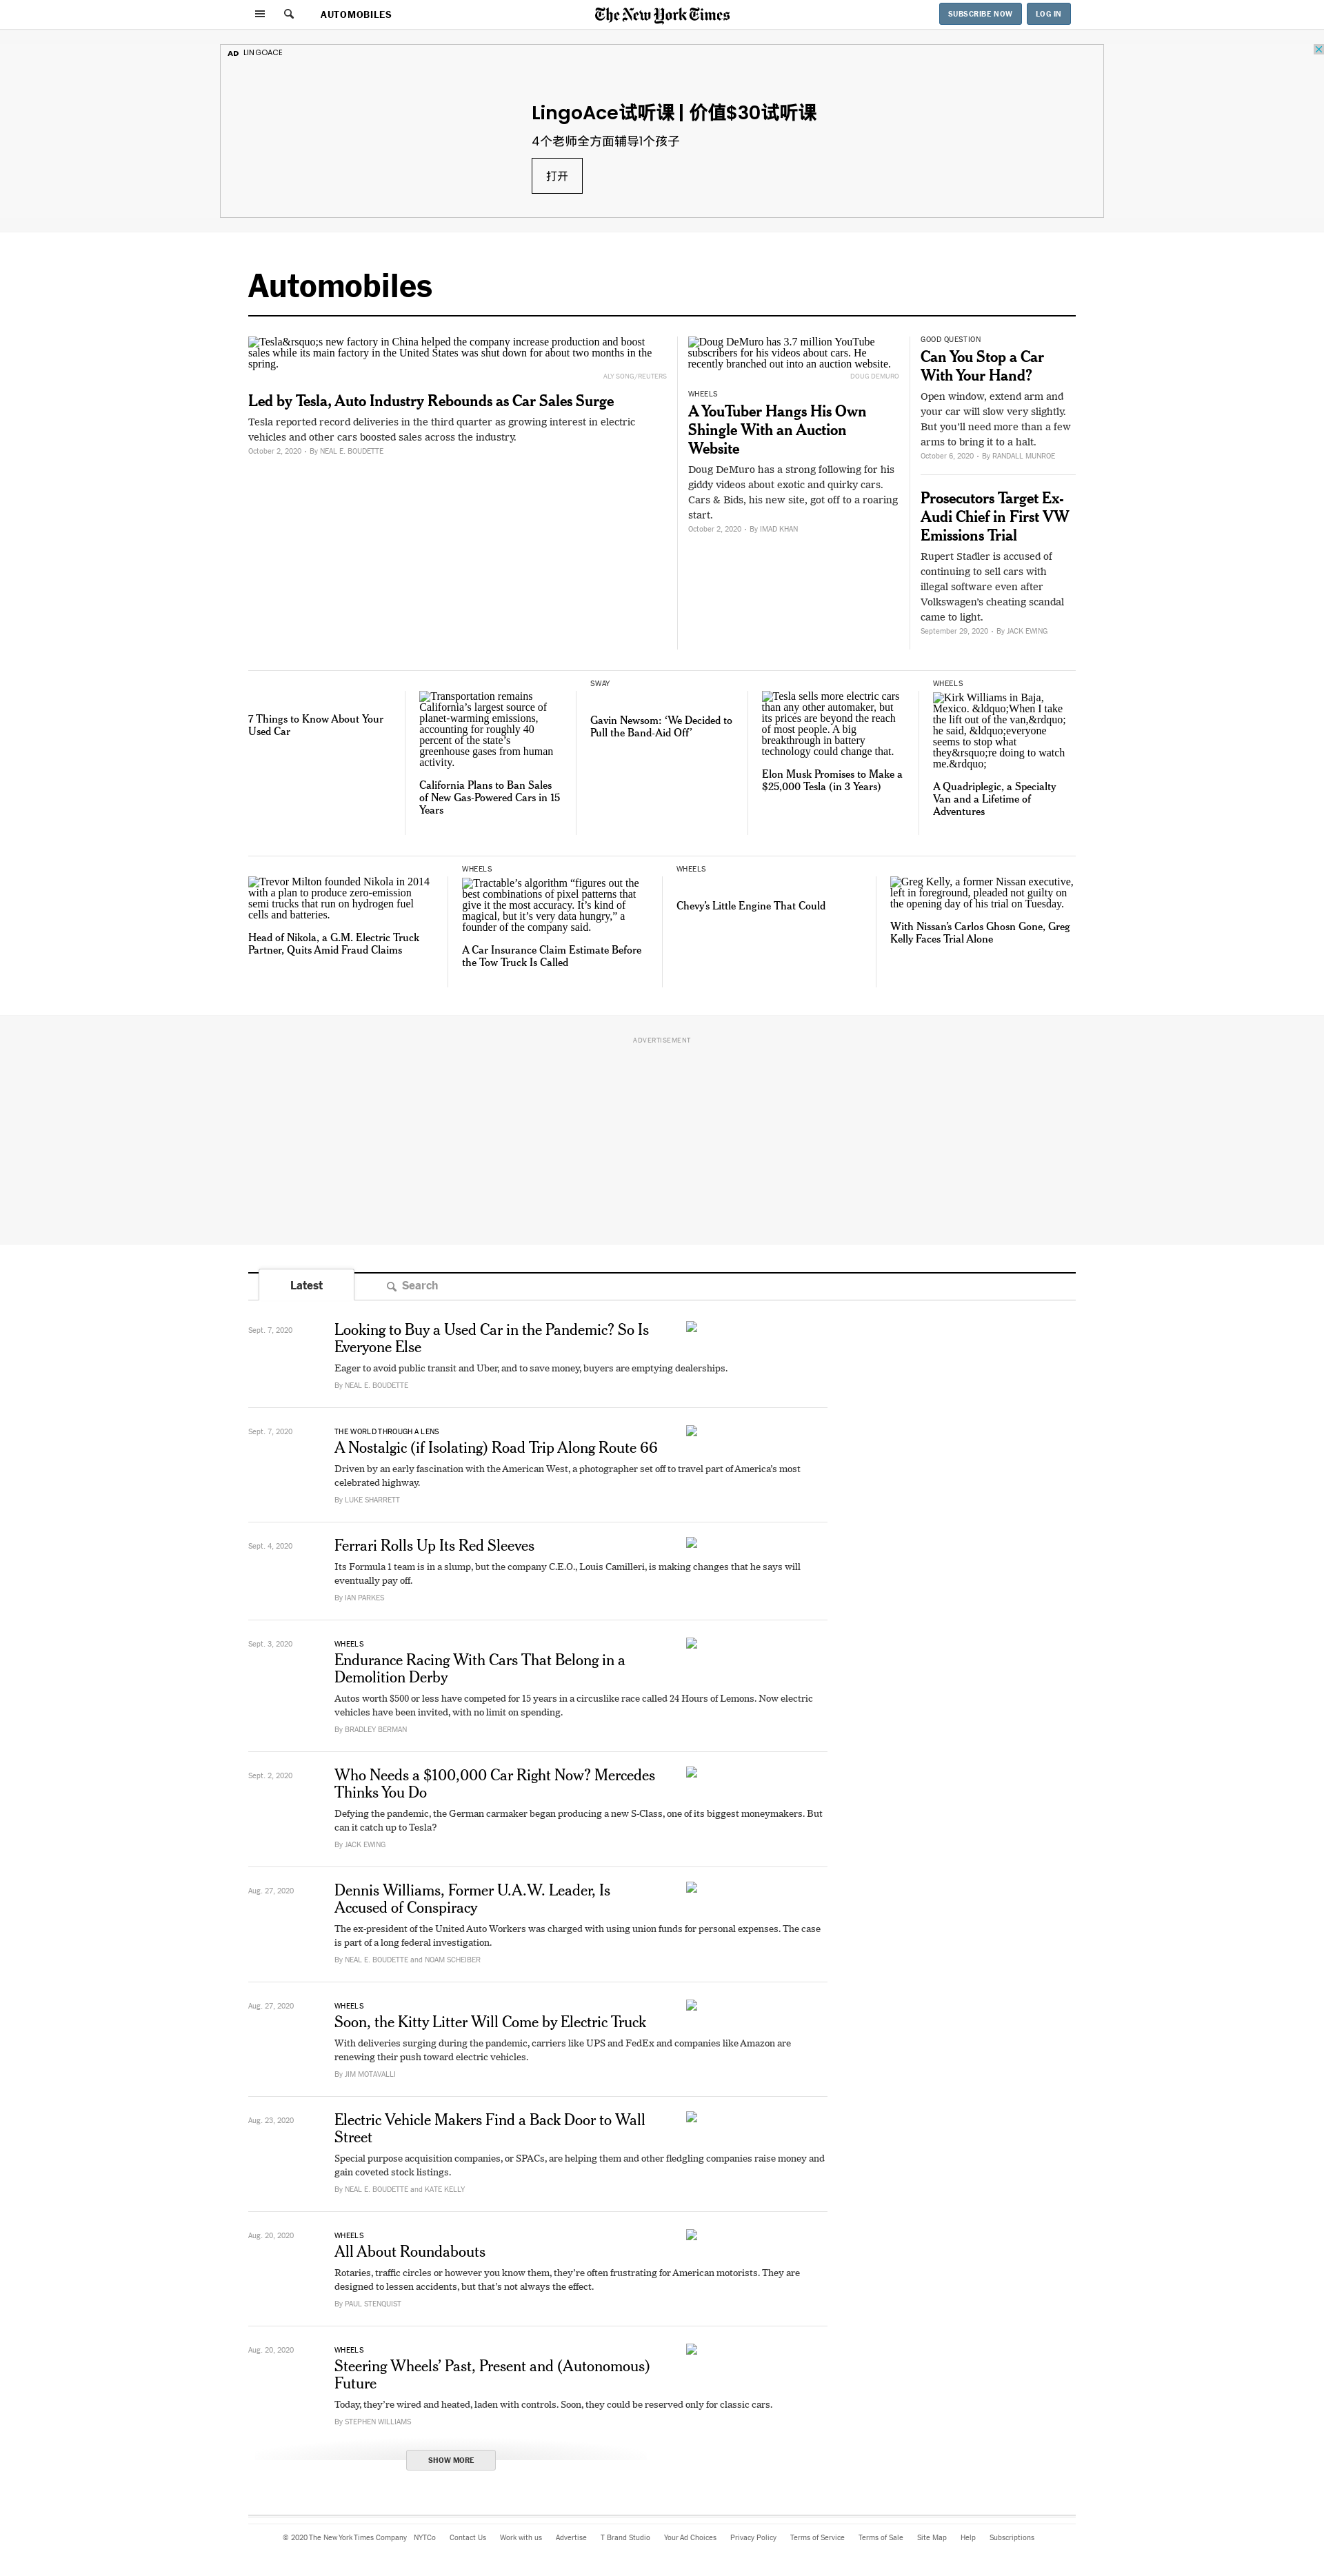 AUTOMOBILES
The New York Times
SUBSCRIBE NOW
LOG IN
AD LINGOACE
LingoAce试听课 | 价值$30试听课
4个老师全方面辅导1个孩子
打开
Automobiles
Tesla&rsquo;s new factory in China helped the company increase production and boost
sales while its main factory in the United States was shut down for about two months in the
spring.
ALY SONG/REUTERS
Led by Tesla, Auto Industry Rebounds as Car Sales Surge
Tesla reported record deliveries in the third quarter as growing interest in electric
vehicles and other cars boosted sales across the industry.
October 2, 2020 • By NEAL E. BOUDETTE
Doug DeMuro has 3.7 million YouTube
subscribers for his videos about cars. He
recently branched out into an auction website.
DOUG DEMURO
WHEELS
A YouTuber Hangs His Own
Shingle With an Auction
Website
Doug DeMuro has a strong following for his
giddy videos about exotic and quirky cars.
Cars & Bids, his new site, got off to a roaring
start.
October 2, 2020 • By IMAD KHAN
GOOD QUESTION
Can You Stop a Car
With Your Hand?
Open window, extend arm and
your car will slow very slightly.
But you'll need more than a few
arms to bring it to a halt.
October 6, 2020 • By RANDALL MUNROE
Prosecutors Target Ex-
Audi Chief in First VW
Emissions Trial
Rupert Stadler is accused of
continuing to sell cars with
illegal software even after
Volkswagen's cheating scandal
came to light.
September 29, 2020 • By JACK EWING
7 Things to Know About Your
Used Car
Transportation remains
California's largest source of
planet-warming emissions,
accounting for roughly 40
percent of the state's
greenhouse gases from human
activity.
California Plans to Ban Sales
of New Gas-Powered Cars in 15
Years
SWAY
Gavin Newsom: ‘We Decided to
Pull the Band-Aid Off’
Tesla sells more electric cars
than any other automaker, but
its prices are beyond the reach
of most people. A big
breakthrough in battery
technology could change that.
Elon Musk Promises to Make a
$25,000 Tesla (in 3 Years)
WHEELS
Kirk Williams in Baja,
Mexico. &ldquo;When I take
the lift out of the van,&rdquo;
he said, &ldquo;everyone
seems to stop what
they&rsquo;re doing to watch
me.&rdquo;
A Quadriplegic, a Specialty
Van and a Lifetime of
Adventures
Trevor Milton founded Nikola in 2014
with a plan to produce zero-emission
semi trucks that run on hydrogen fuel
cells and batteries.
Head of Nikola, a G.M. Electric Truck
Partner, Quits Amid Fraud Claims
WHEELS
Tractable’s algorithm “figures out the
best combinations of pixel patterns that
give it the most accuracy. It’s kind of
magical, but it’s very data hungry,” a
founder of the company said.
A Car Insurance Claim Estimate Before
the Tow Truck Is Called
WHEELS
Chevy’s Little Engine That Could
Greg Kelly, a former Nissan executive,
left in foreground, pleaded not guilty on
the opening day of his trial on Tuesday.
With Nissan’s Carlos Ghosn Gone, Greg
Kelly Faces Trial Alone
ADVERTISEMENT
Latest
Search
Sept. 7, 2020
Looking to Buy a Used Car in the Pandemic? So Is
Everyone Else
Eager to avoid public transit and Uber, and to save money, buyers are emptying dealerships.
By NEAL E. BOUDETTE
Sept. 7, 2020
THE WORLD THROUGH A LENS
A Nostalgic (if Isolating) Road Trip Along Route 66
Driven by an early fascination with the American West, a photographer set off to travel part of America’s most
celebrated highway.
By LUKE SHARRETT
Sept. 4, 2020
Ferrari Rolls Up Its Red Sleeves
Its Formula 1 team is in a slump, but the company C.E.O., Louis Camilleri, is making changes that he says will
eventually pay off.
By IAN PARKES
Sept. 3, 2020
WHEELS
Endurance Racing With Cars That Belong in a
Demolition Derby
Autos worth $500 or less have competed for 15 years in a circuslike race called 24 Hours of Lemons. Now electric
vehicles have been invited, with no limit on spending.
By BRADLEY BERMAN
Sept. 2, 2020
Who Needs a $100,000 Car Right Now? Mercedes
Thinks You Do
Defying the pandemic, the German carmaker began producing a new S-Class, one of its biggest moneymakers. But
can it catch up to Tesla?
By JACK EWING
Aug. 27, 2020
Dennis Williams, Former U.A.W. Leader, Is
Accused of Conspiracy
The ex-president of the United Auto Workers was charged with using union funds for personal expenses. The case
is part of a long federal investigation.
By NEAL E. BOUDETTE and NOAM SCHEIBER
Aug. 27, 2020
WHEELS
Soon, the Kitty Litter Will Come by Electric Truck
With deliveries surging during the pandemic, carriers like UPS and FedEx and companies like Amazon are
renewing their push toward electric vehicles.
By JIM MOTAVALLI
Aug. 23, 2020
Electric Vehicle Makers Find a Back Door to Wall
Street
Special purpose acquisition companies, or SPACs, are helping them and other fledgling companies raise money and
gain coveted stock listings.
By NEAL E. BOUDETTE and KATE KELLY
Aug. 20, 2020
WHEELS
All About Roundabouts
Rotaries, traffic circles or however you know them, they’re often frustrating for American motorists. They are
designed to lessen accidents, but that’s not always the effect.
By PAUL STENQUIST
Aug. 20, 2020
WHEELS
Steering Wheels’ Past, Present and (Autonomous)
Future
Today, they’re wired and heated, laden with controls. Soon, they could be reserved only for classic cars.
By STEPHEN WILLIAMS
SHOW MORE
© 2020 The New York Times Company NYTCo Contact Us Work with us Advertise T Brand Studio Your Ad Choices Privacy Policy Terms of Service Terms of Sale Site Map Help Subscriptions